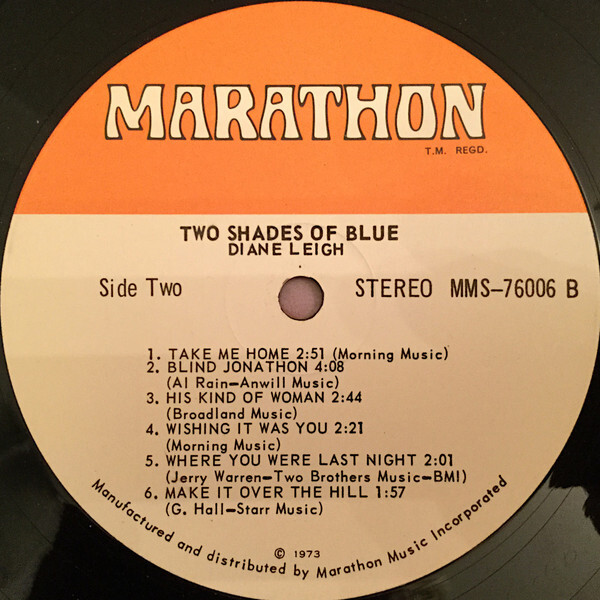 MARATHON
T.M. REGD.
TWO SHADES OF BLUE
DIANE LEIGH
Side Two
STEREO MMS-76006 B
1. TAKE ME HOME 2:51 (Morning Music)
2. BLIND JONATHON 4:08
(Al Rain-Anwill Music)
3. HIS KIND OF WOMAN 2:44
(Broadland Music)
4. WISHING IT WAS YOU 2:21
(Morning Music)
5. WHERE YOU WERE LAST NIGHT 2:01
(Jerry Warren-Two Brothers Music-BMI)
6. MAKE IT OVER THE HILL 1:57
(G. Hall-Starr Music)
© 1973
Manufactured and distributed by Marathon Music Incorporated